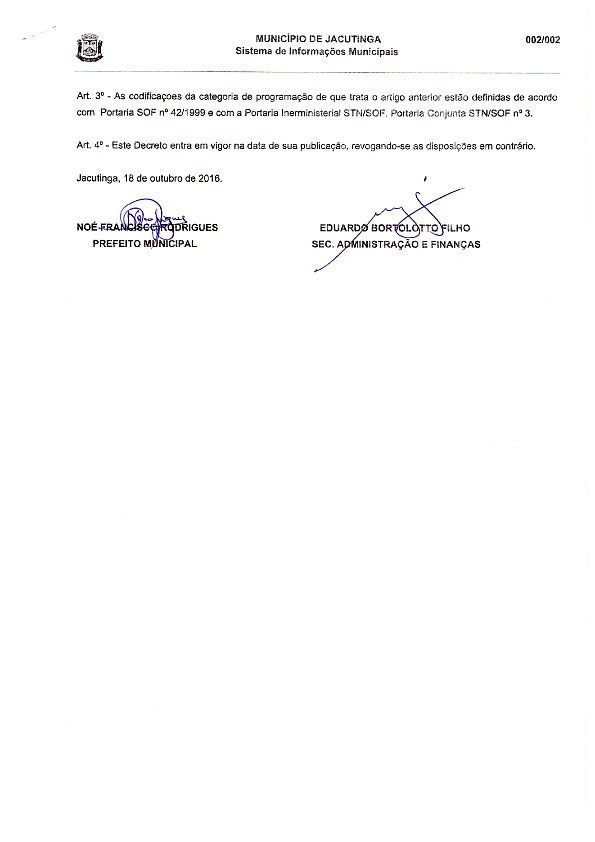 MUNICÍPIO DE JACUTINGA
002/002
Sistema de Informações Municipais
Art. 3º - As codificaçoes da categoria de programação de que trata o artigo anterior estão definidas de acordo
com Portaria SOF nº 42/1999 e com a Portaria Inerministerial STN/SOF, Portaria Conjunta STN/SOF nº 3.
Art. 4º - Este Decreto entra em vigor na data de sua publicação, revogando-se as disposições em contrário.
Jacutinga, 18 de outubro de 2016.
NOÉ FRANCISCO RODRIGUES
EDUARDO BORTOLOTTO FILHO
PREFEITO MUNICIPAL
SEC. ADMINISTRAÇÃO E FINANÇAS